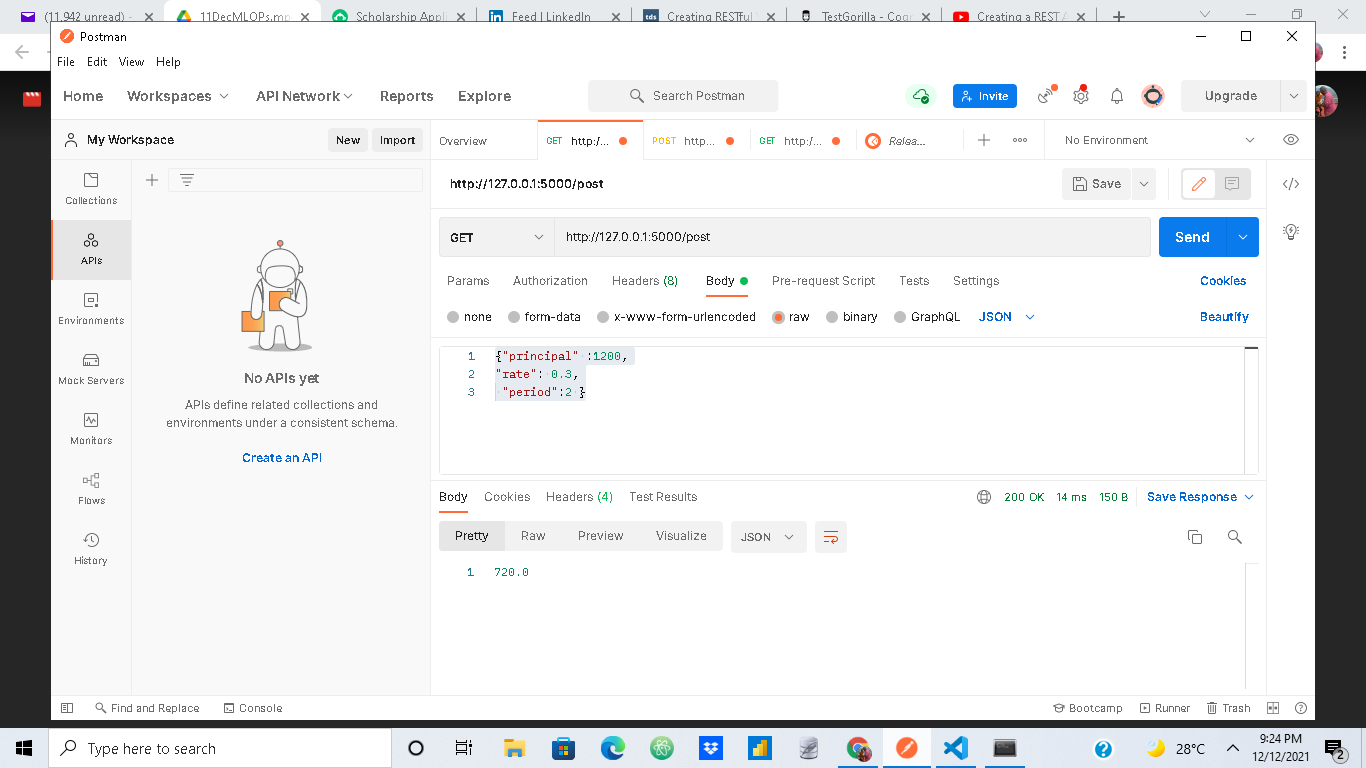 (11,942 unread) -
11DecMLOPs.mp4
Scholarship Appli
Feed | LinkedIn
tds
Creating RESTful
TestGorilla - Cogn
Creating a REST A
Postman
File Edit View Help
Home Workspaces API Network Reports Explore
Search Postman
Invite
Upgrade
My Workspace
New
Import
Overview
GET http:/...
POST http...
GET http:/...
Relea...
No Environment
Collections
APIs
Environments
Mock Servers
Monitors
Flows
History
No APIs yet
APIs define related collections and
environments under a consistent schema.
Create an API
http://127.0.0.1:5000/post
Save
GET
http://127.0.0.1:5000/post
Send
Params Authorization Headers (8) Body Pre-request Script Tests Settings
Cookies
none form-data x-www-form-urlencoded raw binary GraphQL JSON
Beautify
1 {"principal" :1200,
2 "rate": 0.3,
3 "period":2 }
Body Cookies Headers (4) Test Results
200 OK 14 ms 150 B Save Response
Pretty Raw Preview Visualize JSON
1 720.0
Find and Replace
Console
Bootcamp
Runner
Trash
Type here to search
28°C
9:24 PM
12/12/2021
2